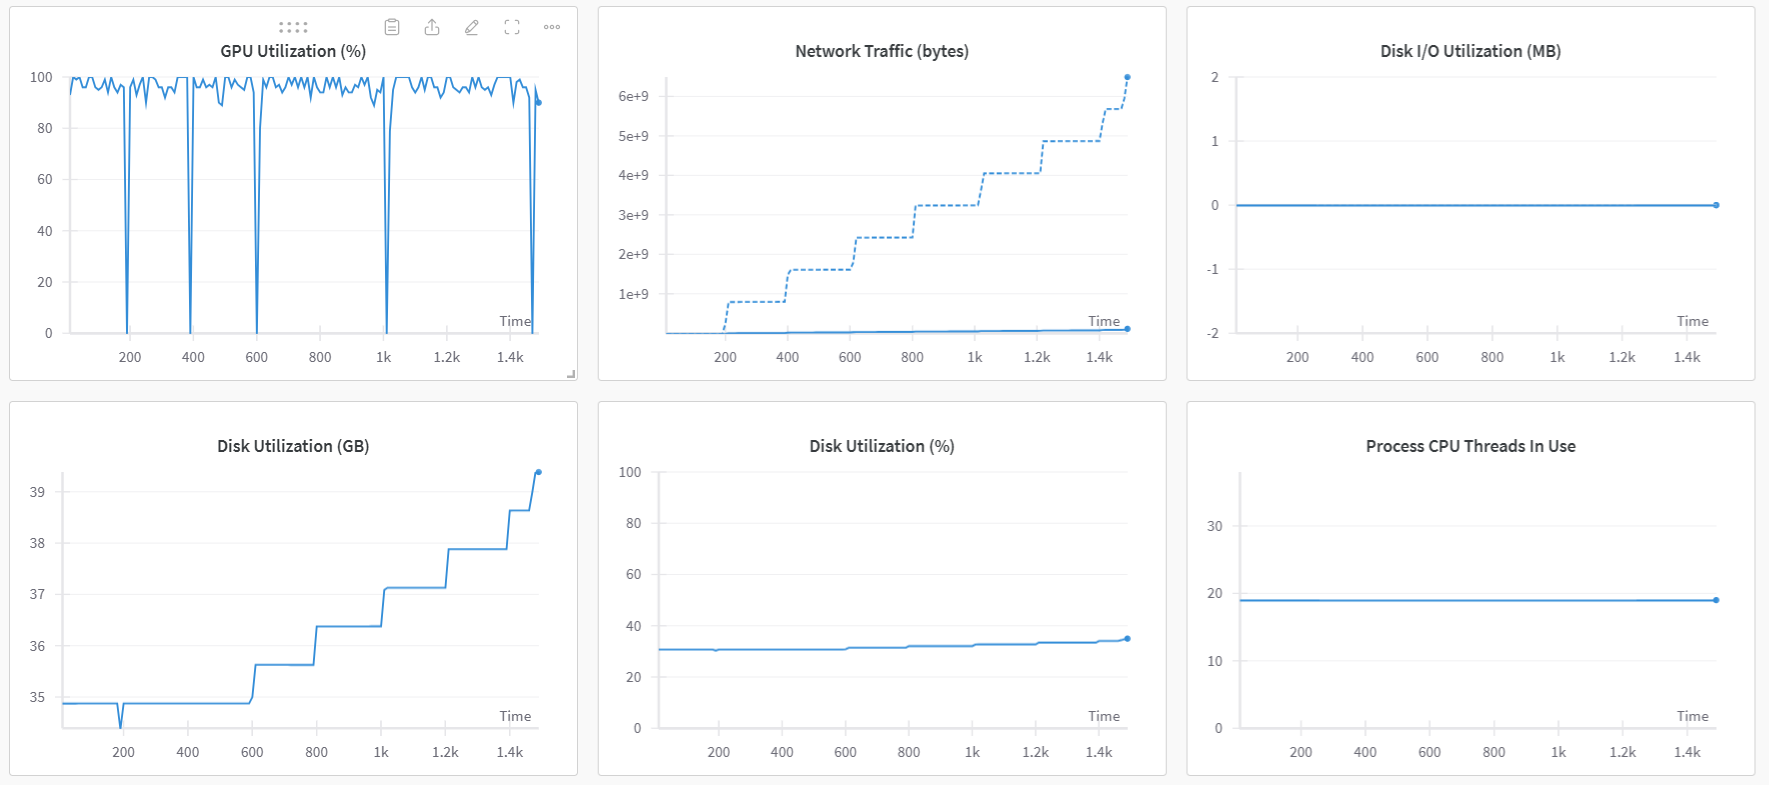 GPU Utilization (%)
100
80
60
40
20
0
Time
200 400 600 800 1k 1.2k 1.4k
Network Traffic (bytes)
6e+9
5e+9
4e+9
3e+9
2e+9
1e+9
Time
200 400 600 800 1k 1.2k 1.4k
Disk I/O Utilization (MB)
2
1
0
-1
-2
Time
200 400 600 800 1k 1.2k 1.4k
Disk Utilization (GB)
39
38
37
36
35
Time
200 400 600 800 1k 1.2k 1.4k
Disk Utilization (%)
100
80
60
40
20
0
Time
200 400 600 800 1k 1.2k 1.4k
Process CPU Threads In Use
30
20
10
0
Time
200 400 600 800 1k 1.2k 1.4k